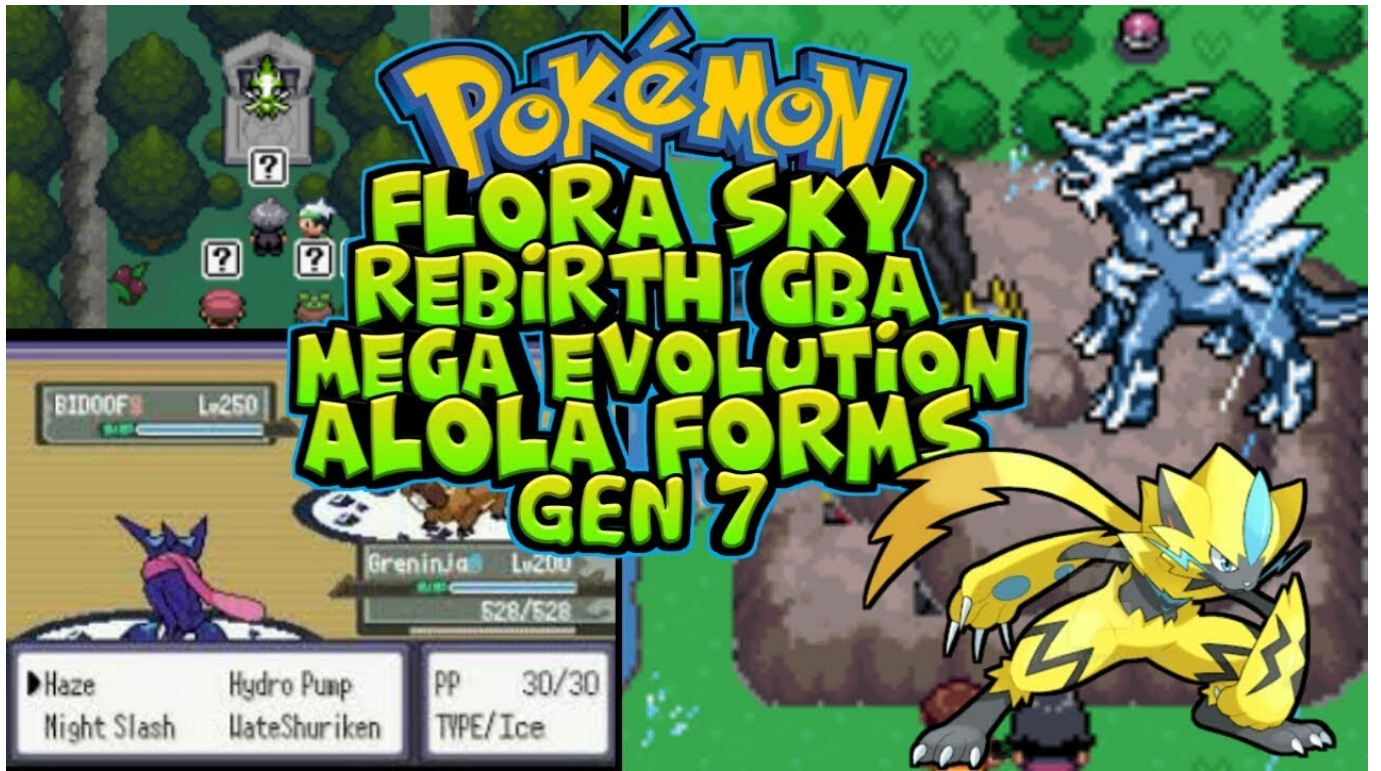 POKéMON
FLORA SKY
REBiRTH GBA
MEGA EVOLUTiON
ALOLA FORMS
GEN 7
?
? ?
BIDOOF Lv250
Greninja Lv200
528/528
Haze Hydro Pump
Night Slash WateShuriken
PP 30/30
TYPE/Ice